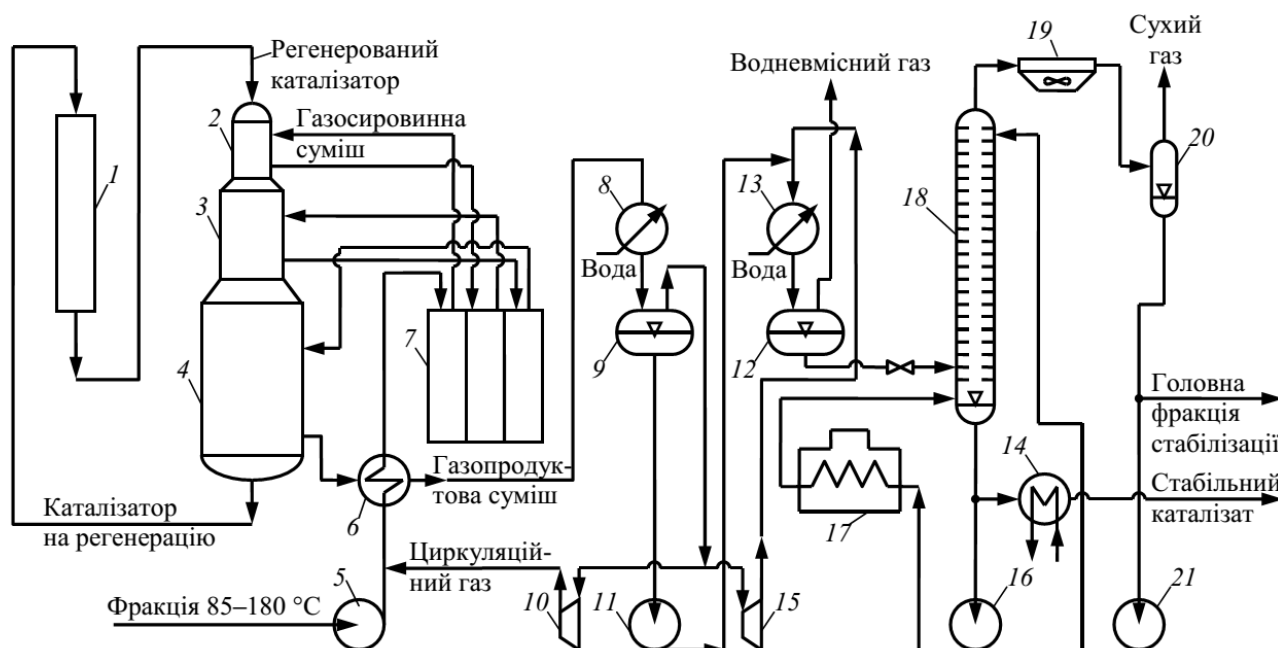 19
Сухий
газ
Регенерований
каталізатор
Водневмісний газ
2
Газосировинна
суміш
1
8
13
20
3
18
Вода
Вода
7
4
9
12
Головна
фракція
стабілізації
14
Газопродук-
това суміш
Стабільний
каталізат
6
17
Каталізатор
на регенерацію
16
Циркуляцій-
ний газ
5
10
11
15
21
Фракція 85–180 °C